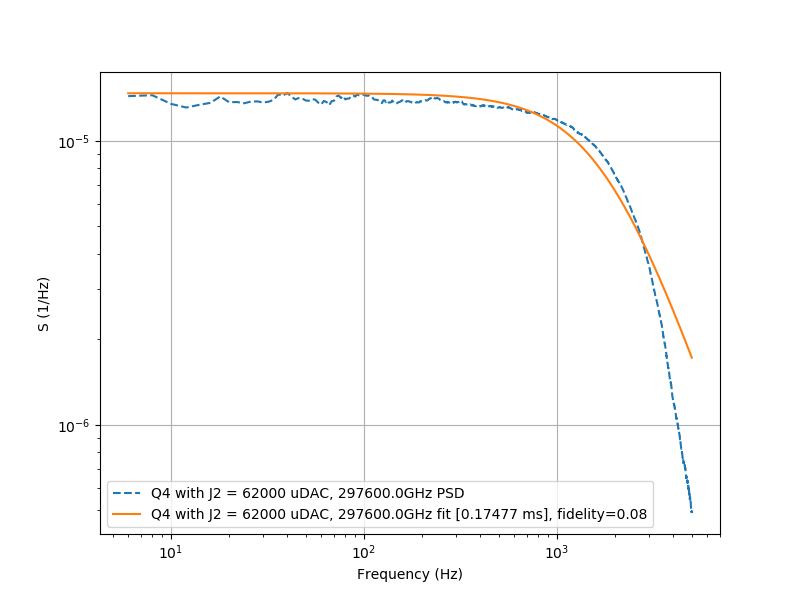 10⁻⁵
10⁻⁶
S (1/Hz)
Q4 with J2 = 62000 uDAC, 297600.0GHz PSD
Q4 with J2 = 62000 uDAC, 297600.0GHz fit [0.17477 ms], fidelity=0.08
10¹ 10² 10³
Frequency (Hz)